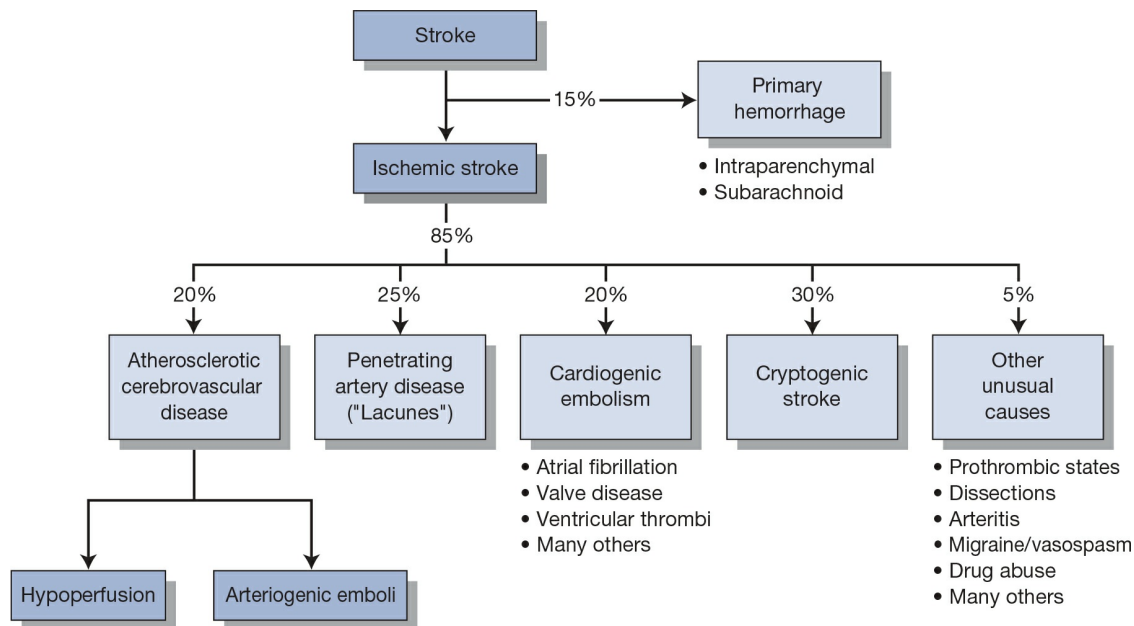 Stroke
15%
Primary
hemorrhage
• Intraparenchymal
• Subarachnoid
Ischemic stroke
85%
20%
25%
20%
30%
5%
Atherosclerotic
cerebrovascular
disease
Penetrating
artery disease
("Lacunes")
Cardiogenic
embolism
Cryptogenic
stroke
Other
unusual
causes
• Atrial fibrillation
• Valve disease
• Ventricular thrombi
• Many others
• Prothrombic states
• Dissections
• Arteritis
• Migraine/vasospasm
• Drug abuse
• Many others
Hypoperfusion
Arteriogenic emboli